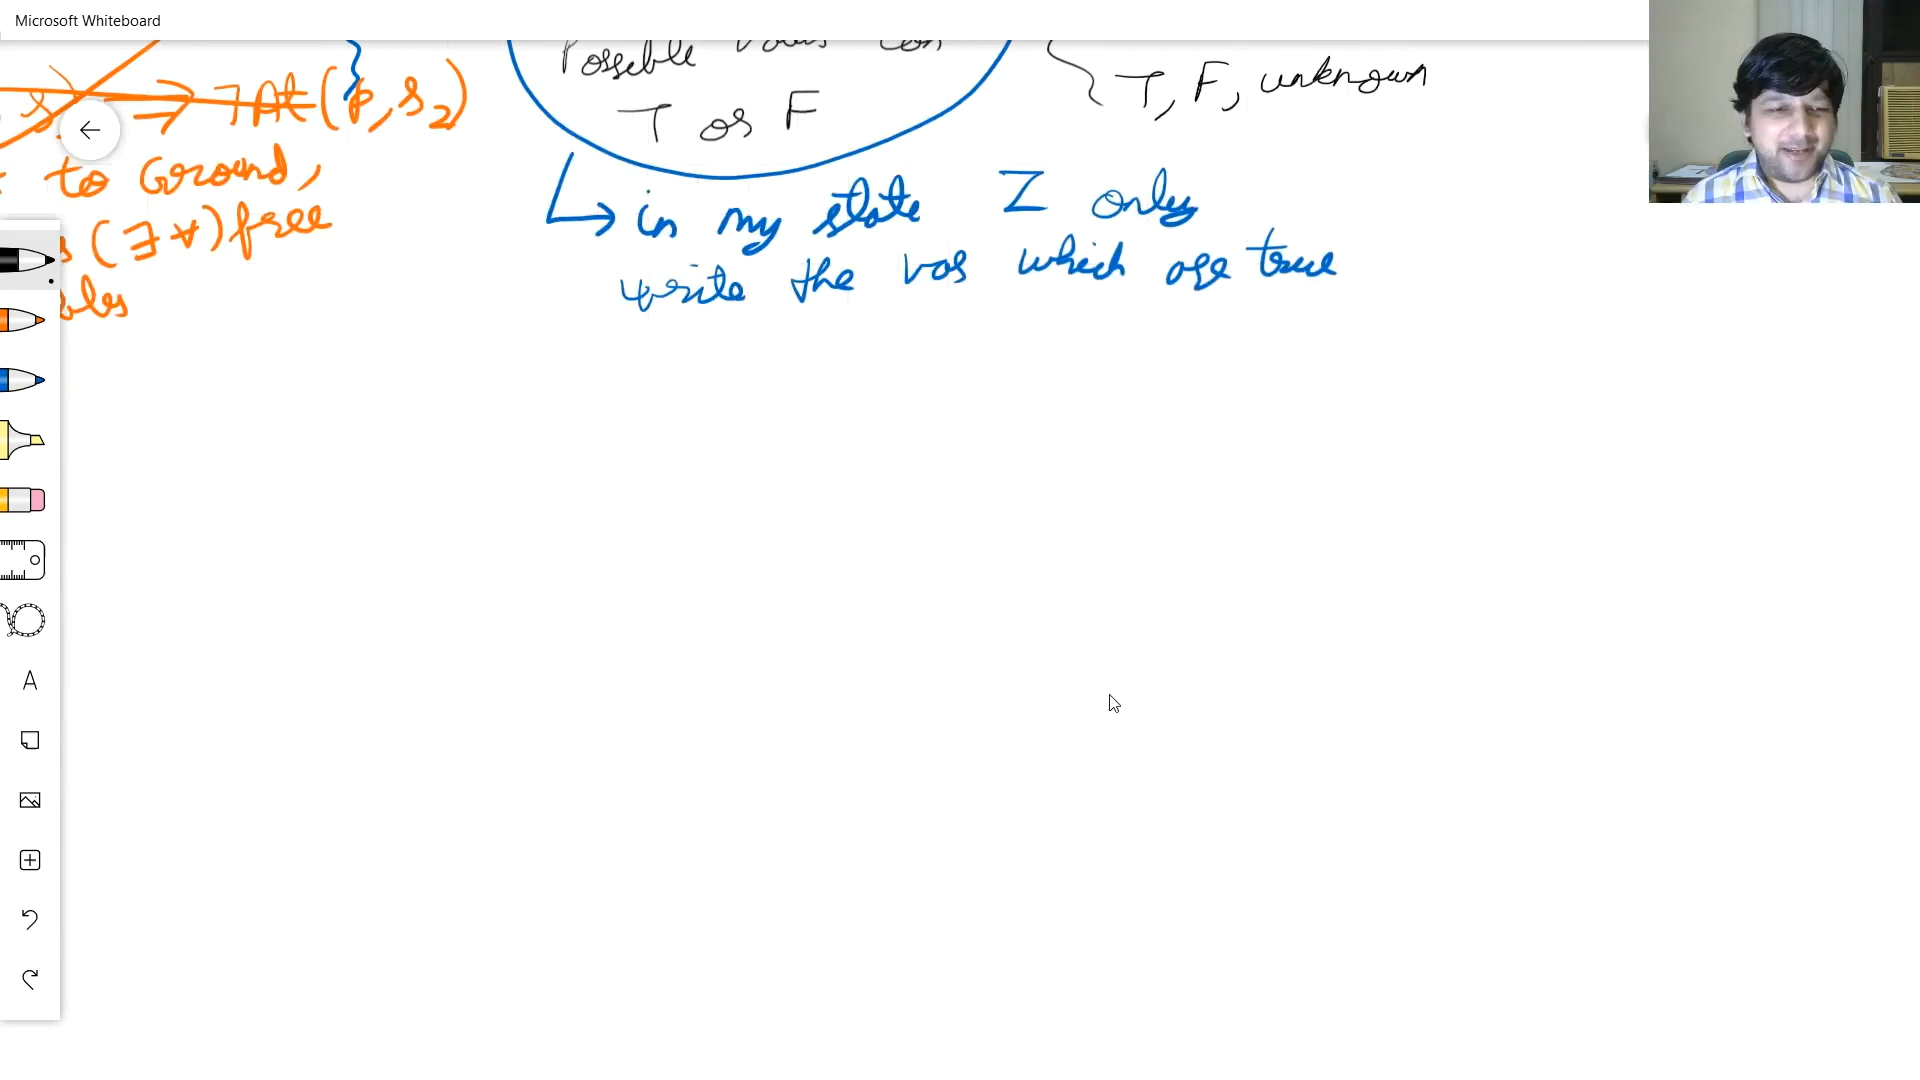 Microsoft Whiteboard
Possible
T, F, unknown
T or F
⇒ ¬At(p, s2)
to Ground,
(∃ ∀) free
in my state I only
write the var which are true
A